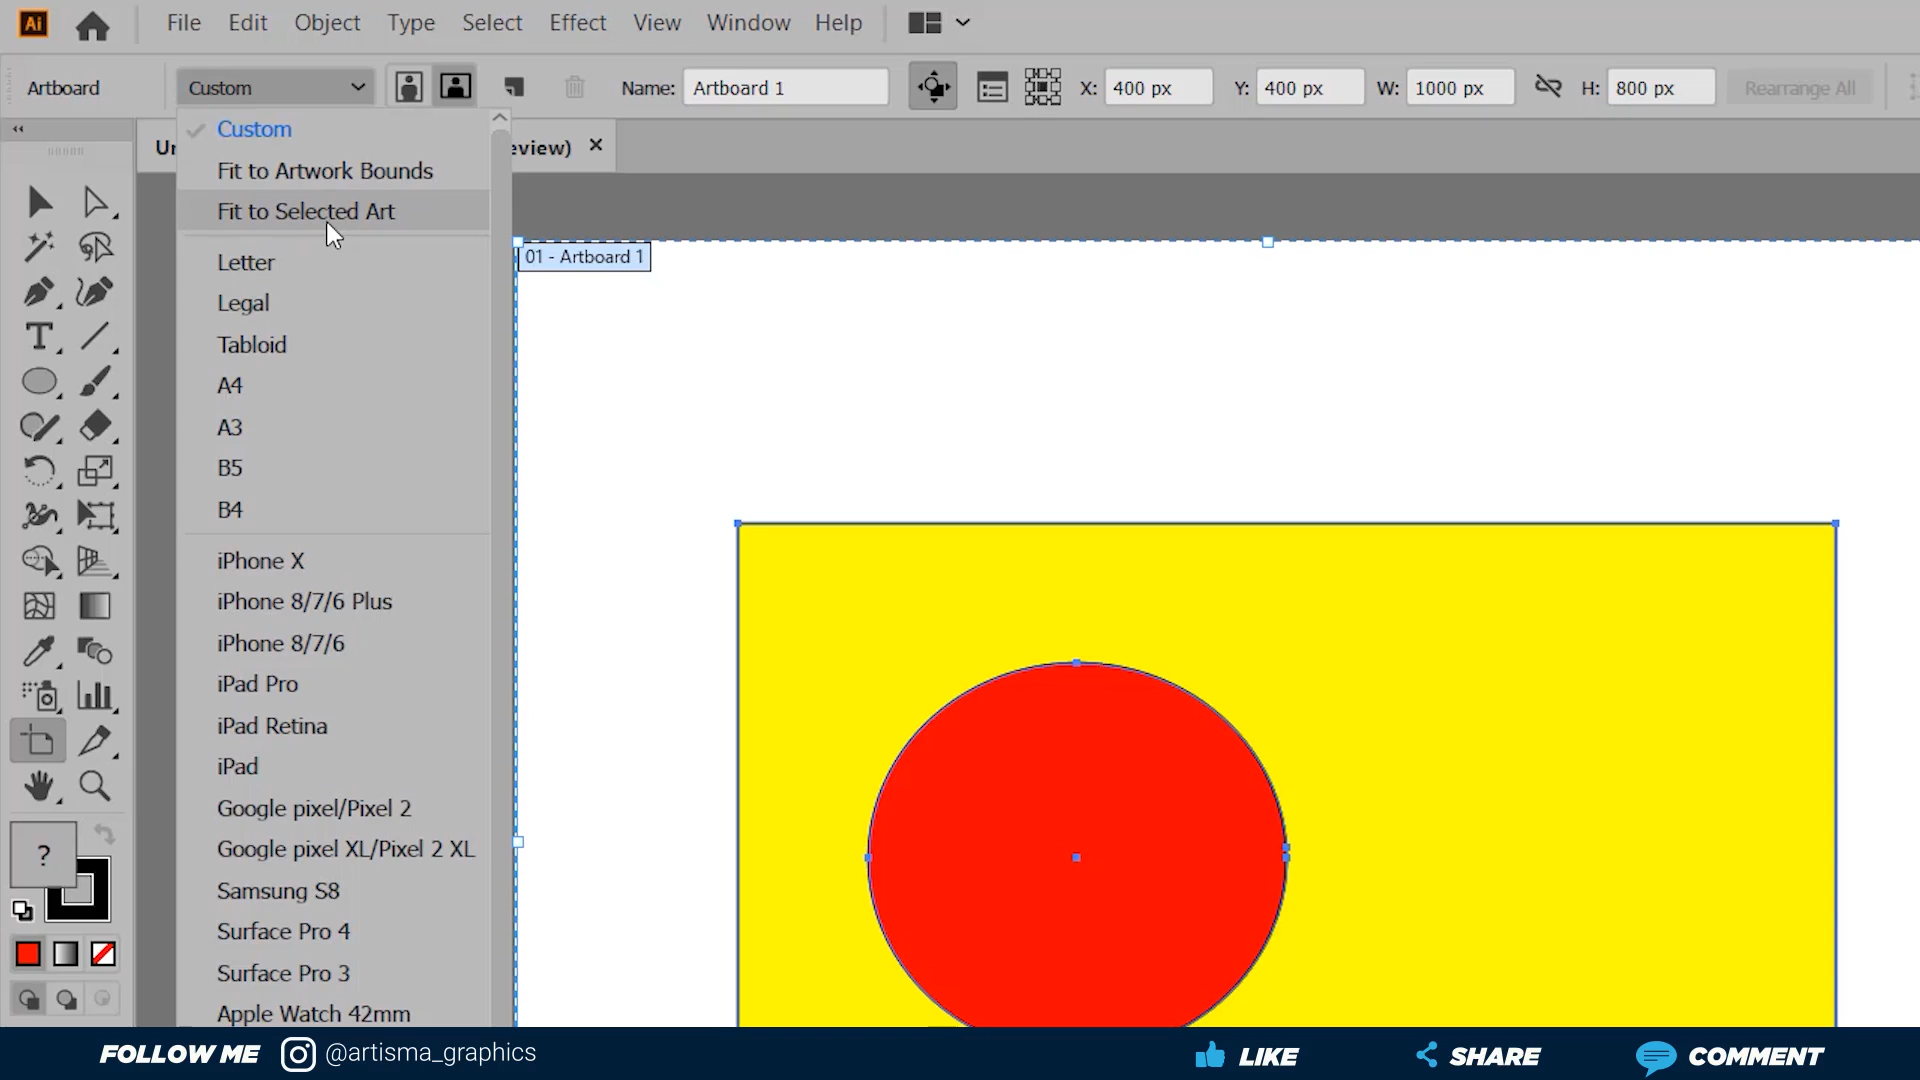 Ai File Edit Object Type Select Effect View Window Help
Artboard Custom Name: Artboard 1 X: 400 px Y: 400 px W: 1000 px H: 800 px Rearrange All
Custom
Fit to Artwork Bounds
Fit to Selected Art
Letter
Legal
Tabloid
A4
A3
B5
B4
iPhone X
iPhone 8/7/6 Plus
iPhone 8/7/6
iPad Pro
iPad Retina
iPad
Google pixel/Pixel 2
Google pixel XL/Pixel 2 XL
Samsung S8
Surface Pro 4
Surface Pro 3
Apple Watch 42mm
Un
eview) ×
01 - Artboard 1
T
?
FOLLOW ME @artisma_graphics LIKE SHARE COMMENT